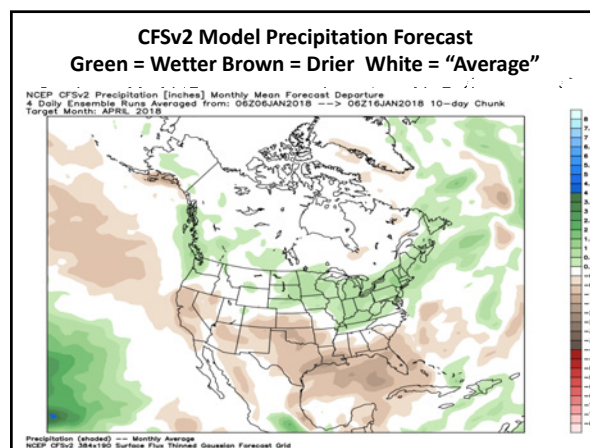 CFSv2 Model Precipitation Forecast
Green = Wetter Brown = Drier White = “Average”
NCEP CFSv2 Precipitation [inches] Monthly Mean Forecast Departure
4 Daily Ensemble Runs Averaged from: 06Z06JAN2018 --> 06Z16JAN2018 10-day Chunk
Target Month: APRIL 2018
Precipitation (shaded) -- Monthly Average
NCEP CFSv2 384x190 Surface Flux Thinned Gaussian Forecast Grid